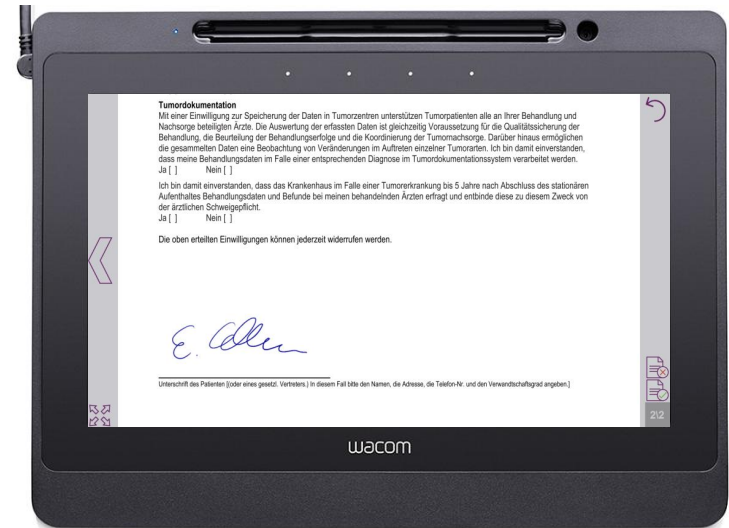 Tumordokumentation
Mit einer Einwilligung zur Speicherung der Daten in Tumorzentren unterstützen Tumorpatienten alle an Ihrer Behandlung und
Nachsorge beteiligten Ärzte. Die Auswertung der erfassten Daten ist gleichzeitig Voraussetzung für die Qualitätssicherung der
Behandlung, die Beurteilung der Behandlungserfolge und die Koordinierung der Tumornachsorge. Darüber hinaus ermöglichen
die gesammelten Daten eine Beobachtung von Veränderungen im Auftreten einzelner Tumorarten. Ich bin damit einverstanden,
dass meine Behandlungsdaten im Falle einer entsprechenden Diagnose im Tumordokumentationssystem verarbeitet werden.
Ja [ ] Nein [ ]
Ich bin damit einverstanden, dass das Krankenhaus im Falle einer Tumorerkrankung bis 5 Jahre nach Abschluss des stationären
Aufenthaltes Behandlungsdaten und Befunde bei meinen behandelnden Ärzten erfragt und entbinde diese zu diesem Zweck von
der ärztlichen Schweigepflicht.
Ja [ ] Nein [ ]
Die oben erteilten Einwilligungen können jederzeit widerrufen werden.
E.
Unterschrift des Patienten [(oder eines gesetzl. Vertreters.) In diesem Fall bitte den Namen, die Adresse, die Telefon-Nr. und den Verwandtschaftsgrad angeben.]
2\2
wacom